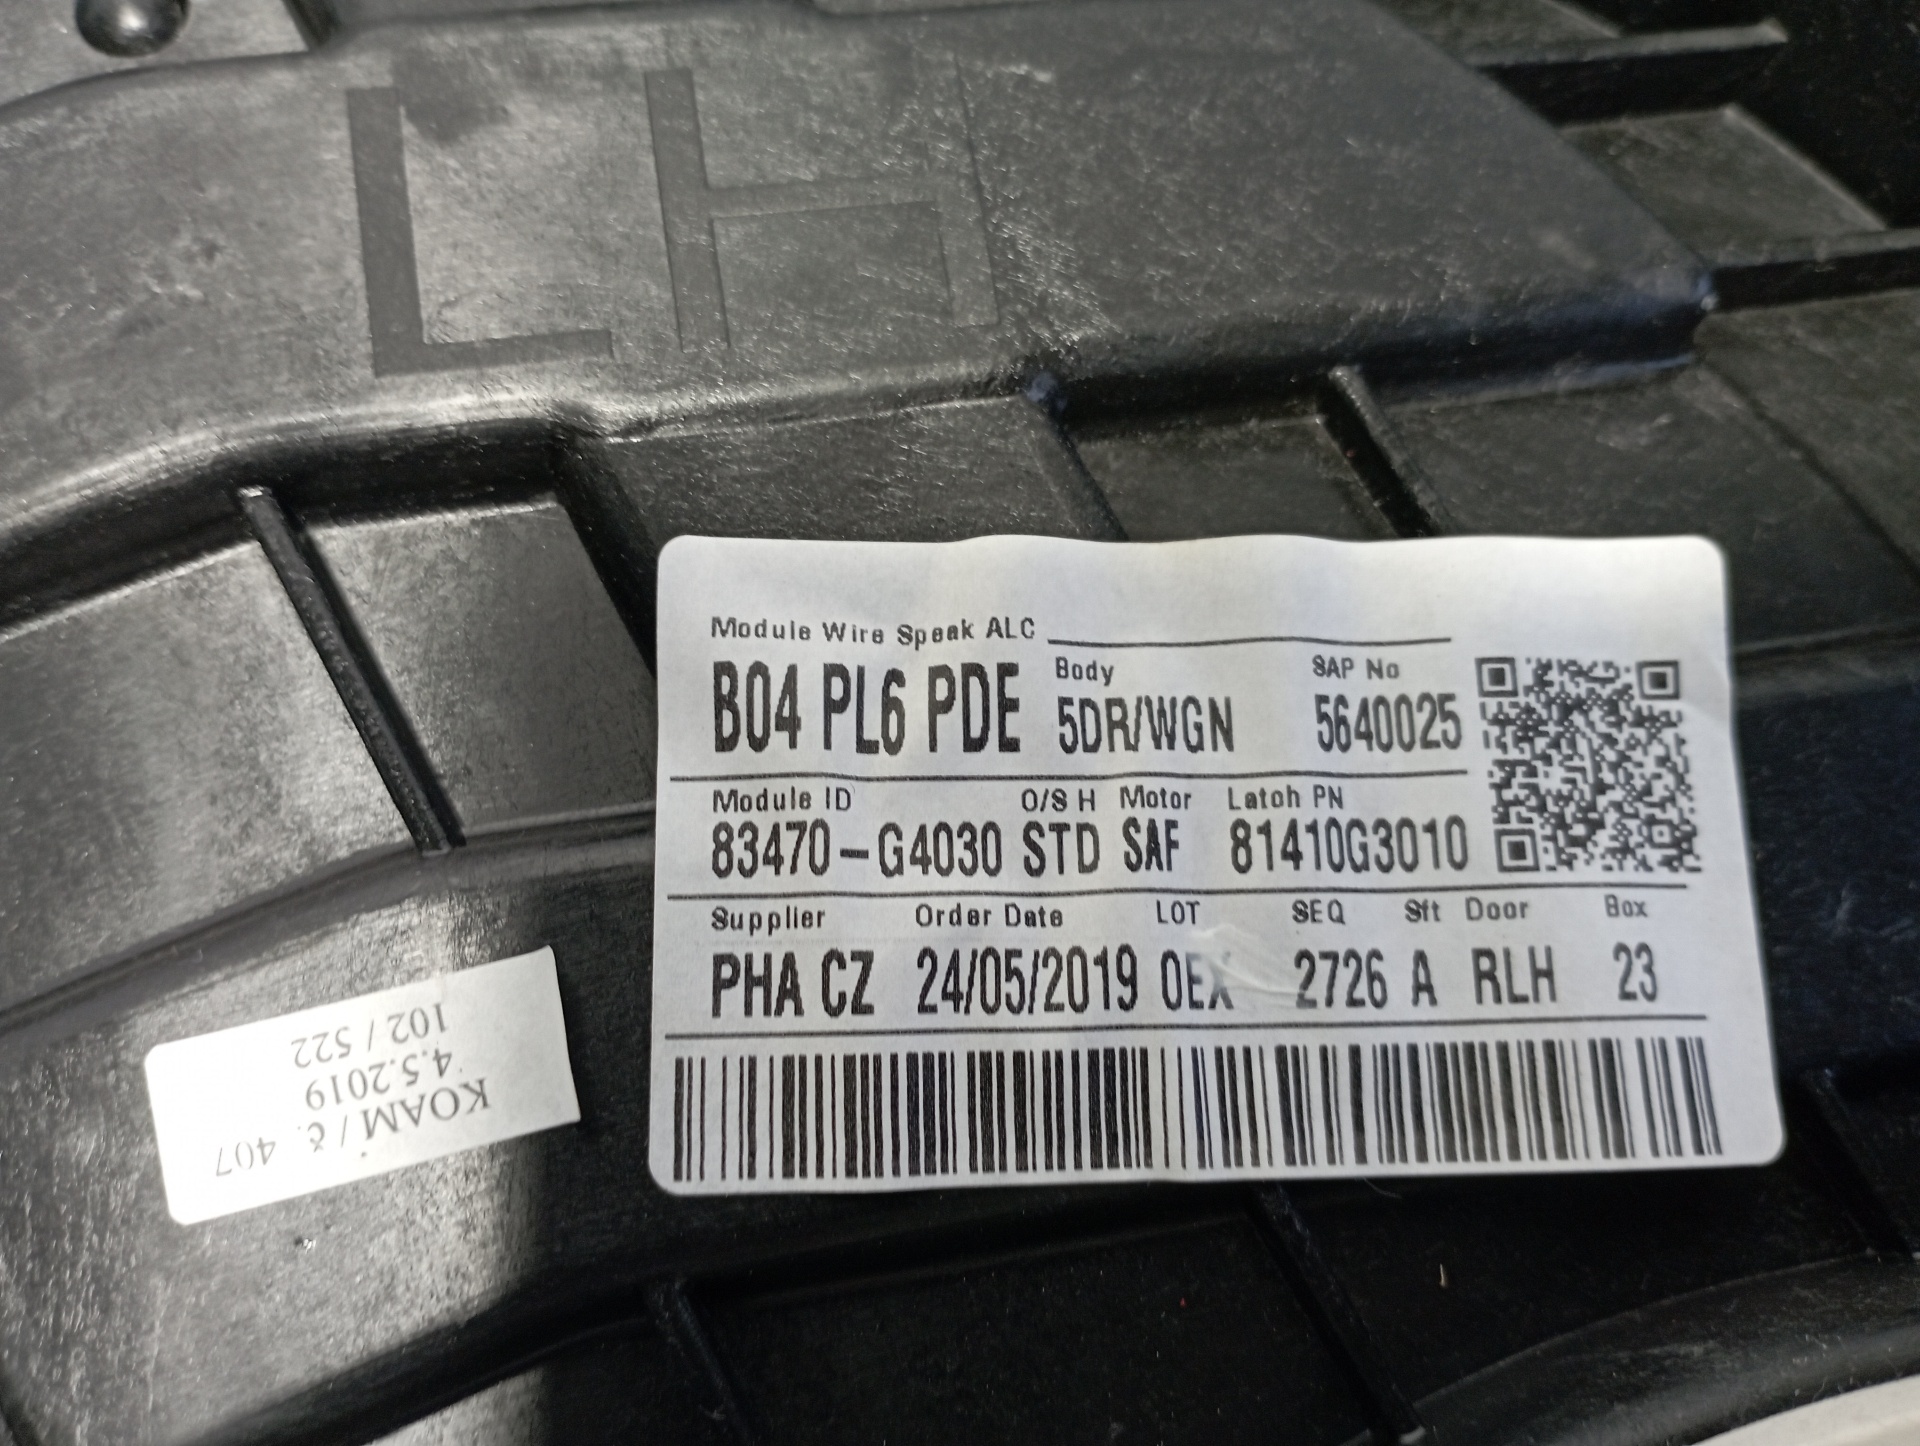 LH
Module Wire Speak ALC
B04 PL6 PDE
Body
5DR/WGN
SAP No
5640025
Module ID O/S H Motor Latch PN
83470-G4030 STD SAF 81410G3010
Supplier Order Date LOT SEQ Sft Door Box
PHA CZ 24/05/2019 0EX 2726 A RLH 23
KOAM / č. 407
4.5.2019
102 / 522